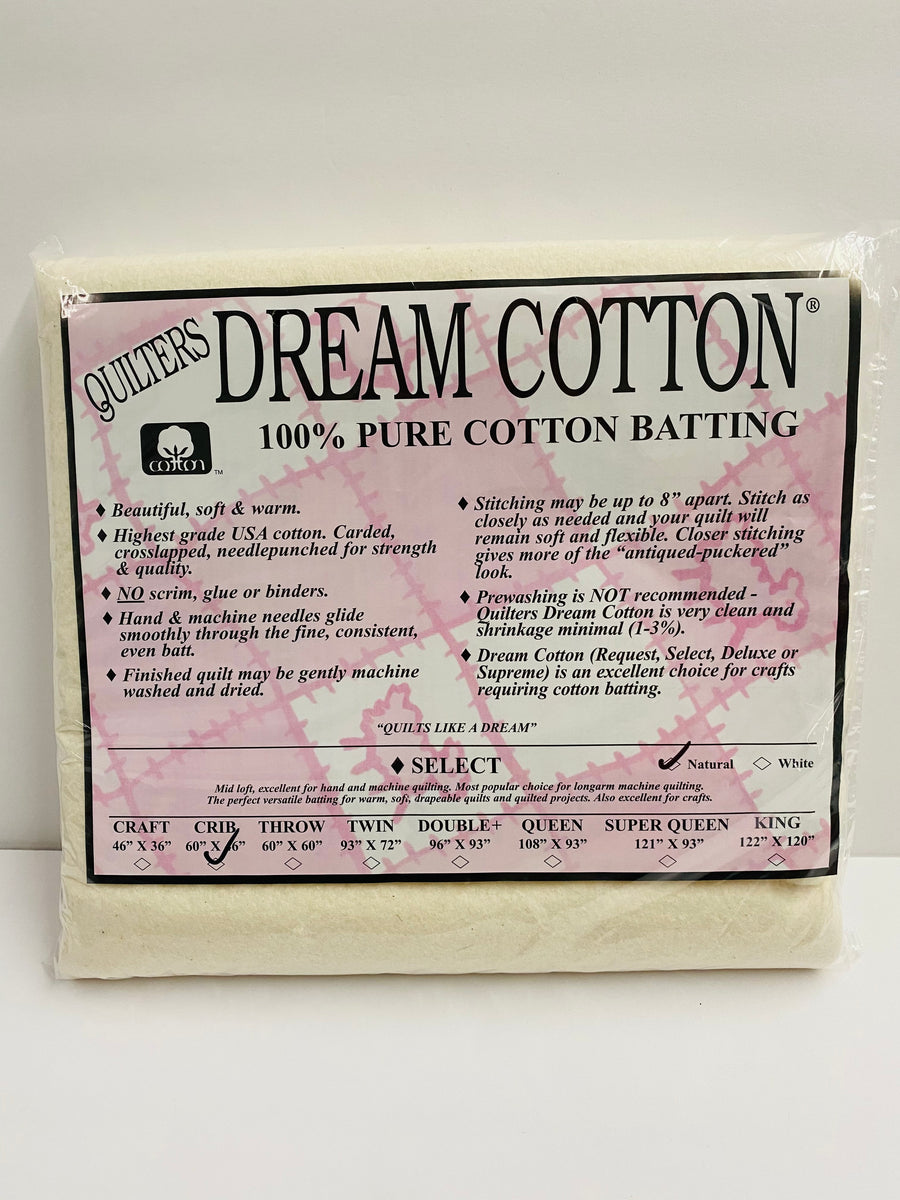 QUILTERS DREAM COTTON®
cotton ™
100% PURE COTTON BATTING
♦ Beautiful, soft & warm.
♦ Highest grade USA cotton. Carded,
crosslapped, needlepunched for strength
& quality.
♦ NO scrim, glue or binders.
♦ Hand & machine needles glide
smoothly through the fine, consistent,
even batt.
♦ Finished quilt may be gently machine
washed and dried.
♦ Stitching may be up to 8” apart. Stitch as
closely as needed and your quilt will
remain soft and flexible. Closer stitching
gives more of the “antiqued-puckered”
look.
♦ Prewashing is NOT recommended -
Quilters Dream Cotton is very clean and
Shrinkage minimal (1-3%).
♦ Dream Cotton (Request, Select, Deluxe or
Supreme) is an excellent choice for crafts
requiring cotton batting.
“QUILTS LIKE A DREAM”
♦ SELECT
Natural White
Mid loft, excellent for hand and machine quilting. Most popular choice for longarm machine quilting.
The perfect versatile batting for warm, soft, drapeable quilts and quilted projects. Also excellent for crafts.
CRAFT CRIB THROW TWIN DOUBLE+ QUEEN SUPER QUEEN KING
46” X 36” 60” X 60” X 60” 93” X 72” 96” X 93” 108” X 93” 121” X 93” 122” X 120”